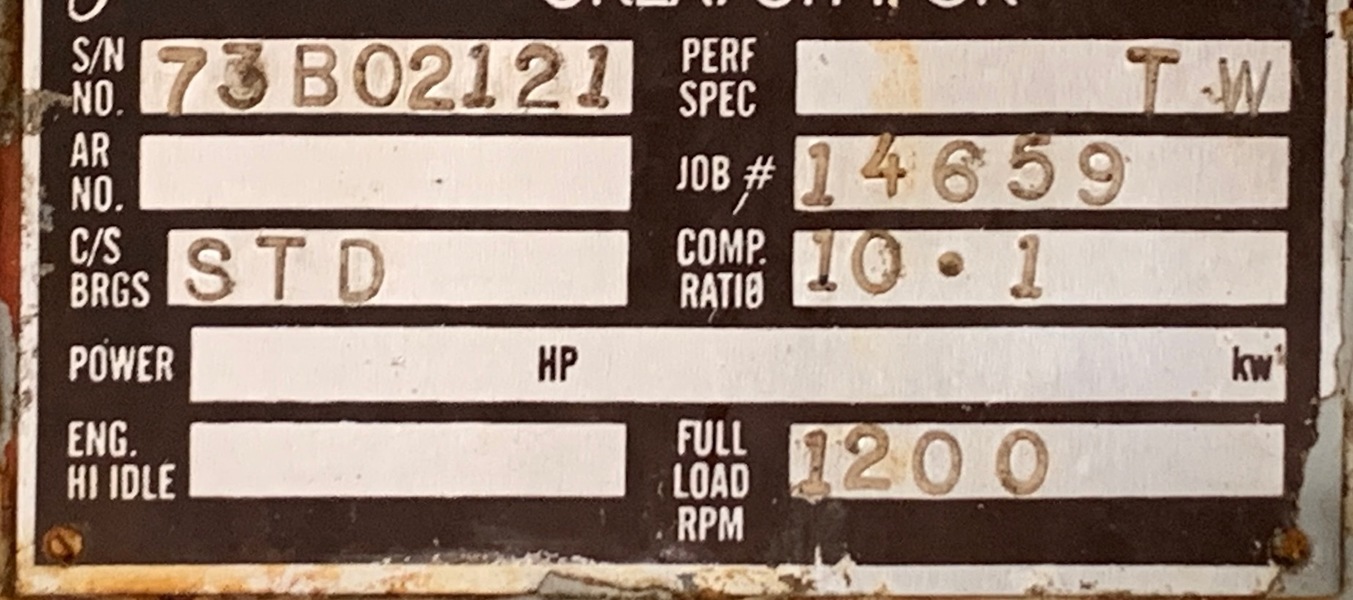 S/N NO. 73B02121 PERF SPEC T W
AR NO. JOB # 14659
C/S BRGS STD COMP. RATIO 10•1
POWER HP kw
ENG. HI IDLE FULL LOAD RPM 1200